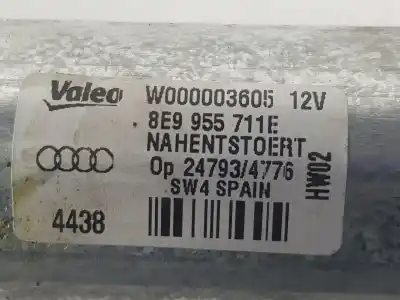 Valeo W000003605 12V
8E9 955 711E
NAHENTSTOERT
Op 24793/4776
SW4 SPAIN
4438
HW02